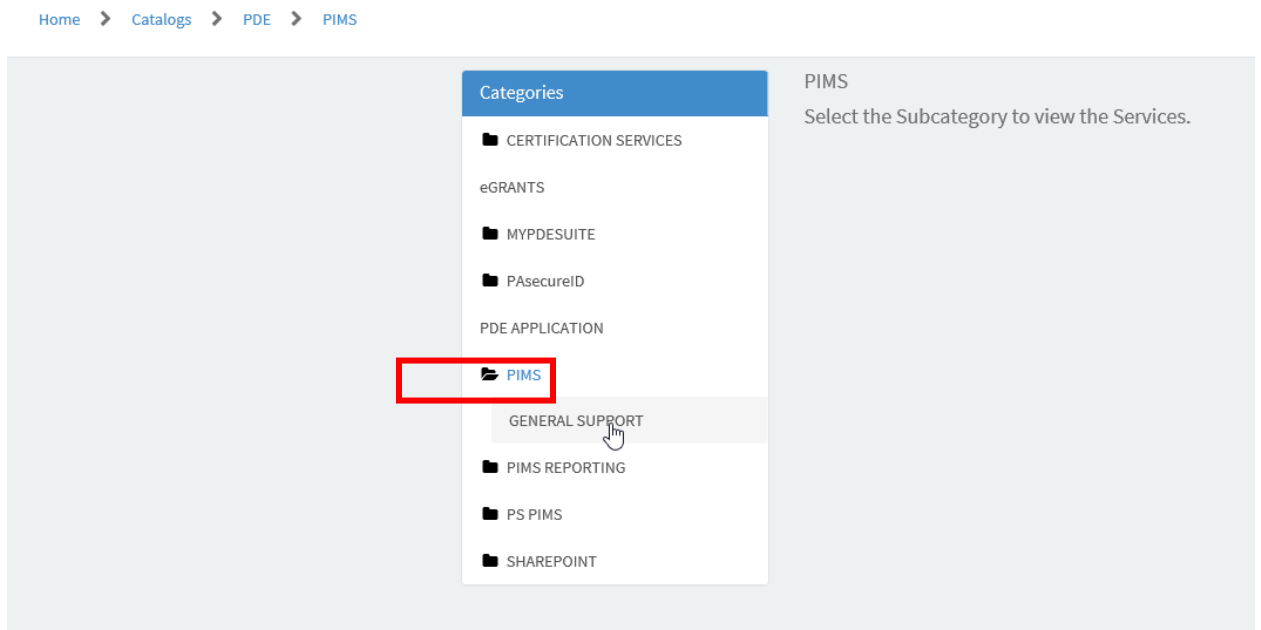 Home > Catalogs > PDE > PIMS
Categories
CERTIFICATION SERVICES
eGRANTS
MYPDESUITE
PAsecureID
PDE APPLICATION
PIMS
GENERAL SUPPORT
PIMS REPORTING
PS PIMS
SHAREPOINT
PIMS
Select the Subcategory to view the Services.